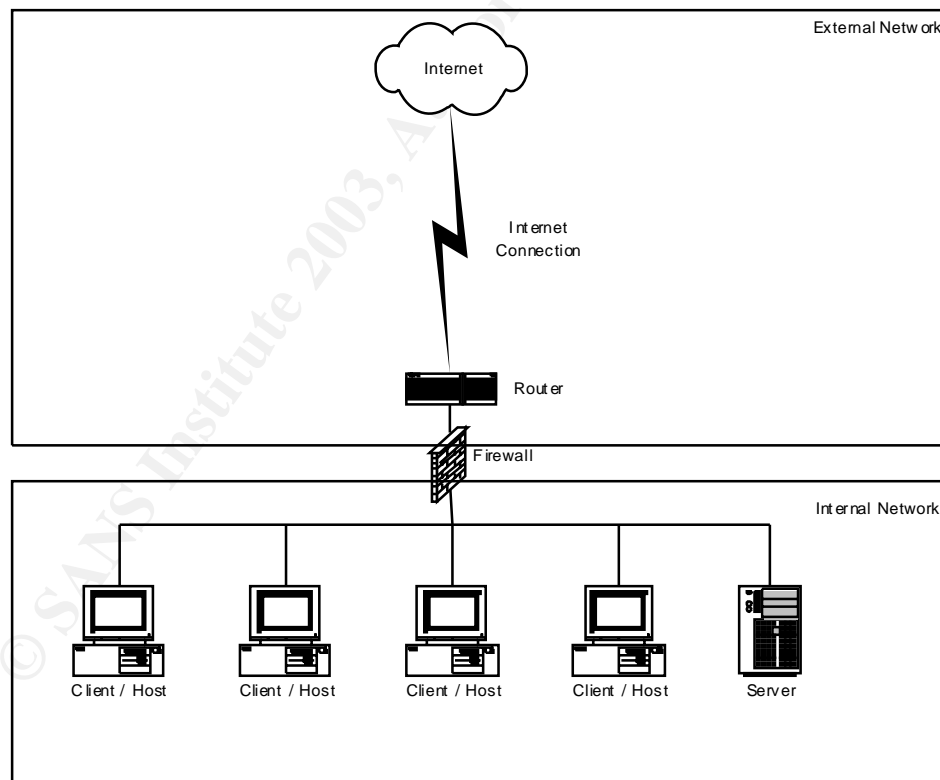 External Network
Internet
Internet
Connection
Router
Firewall
Internal Network
Client / Host
Client / Host
Client / Host
Client / Host
Server
© SANS Institute 2003,